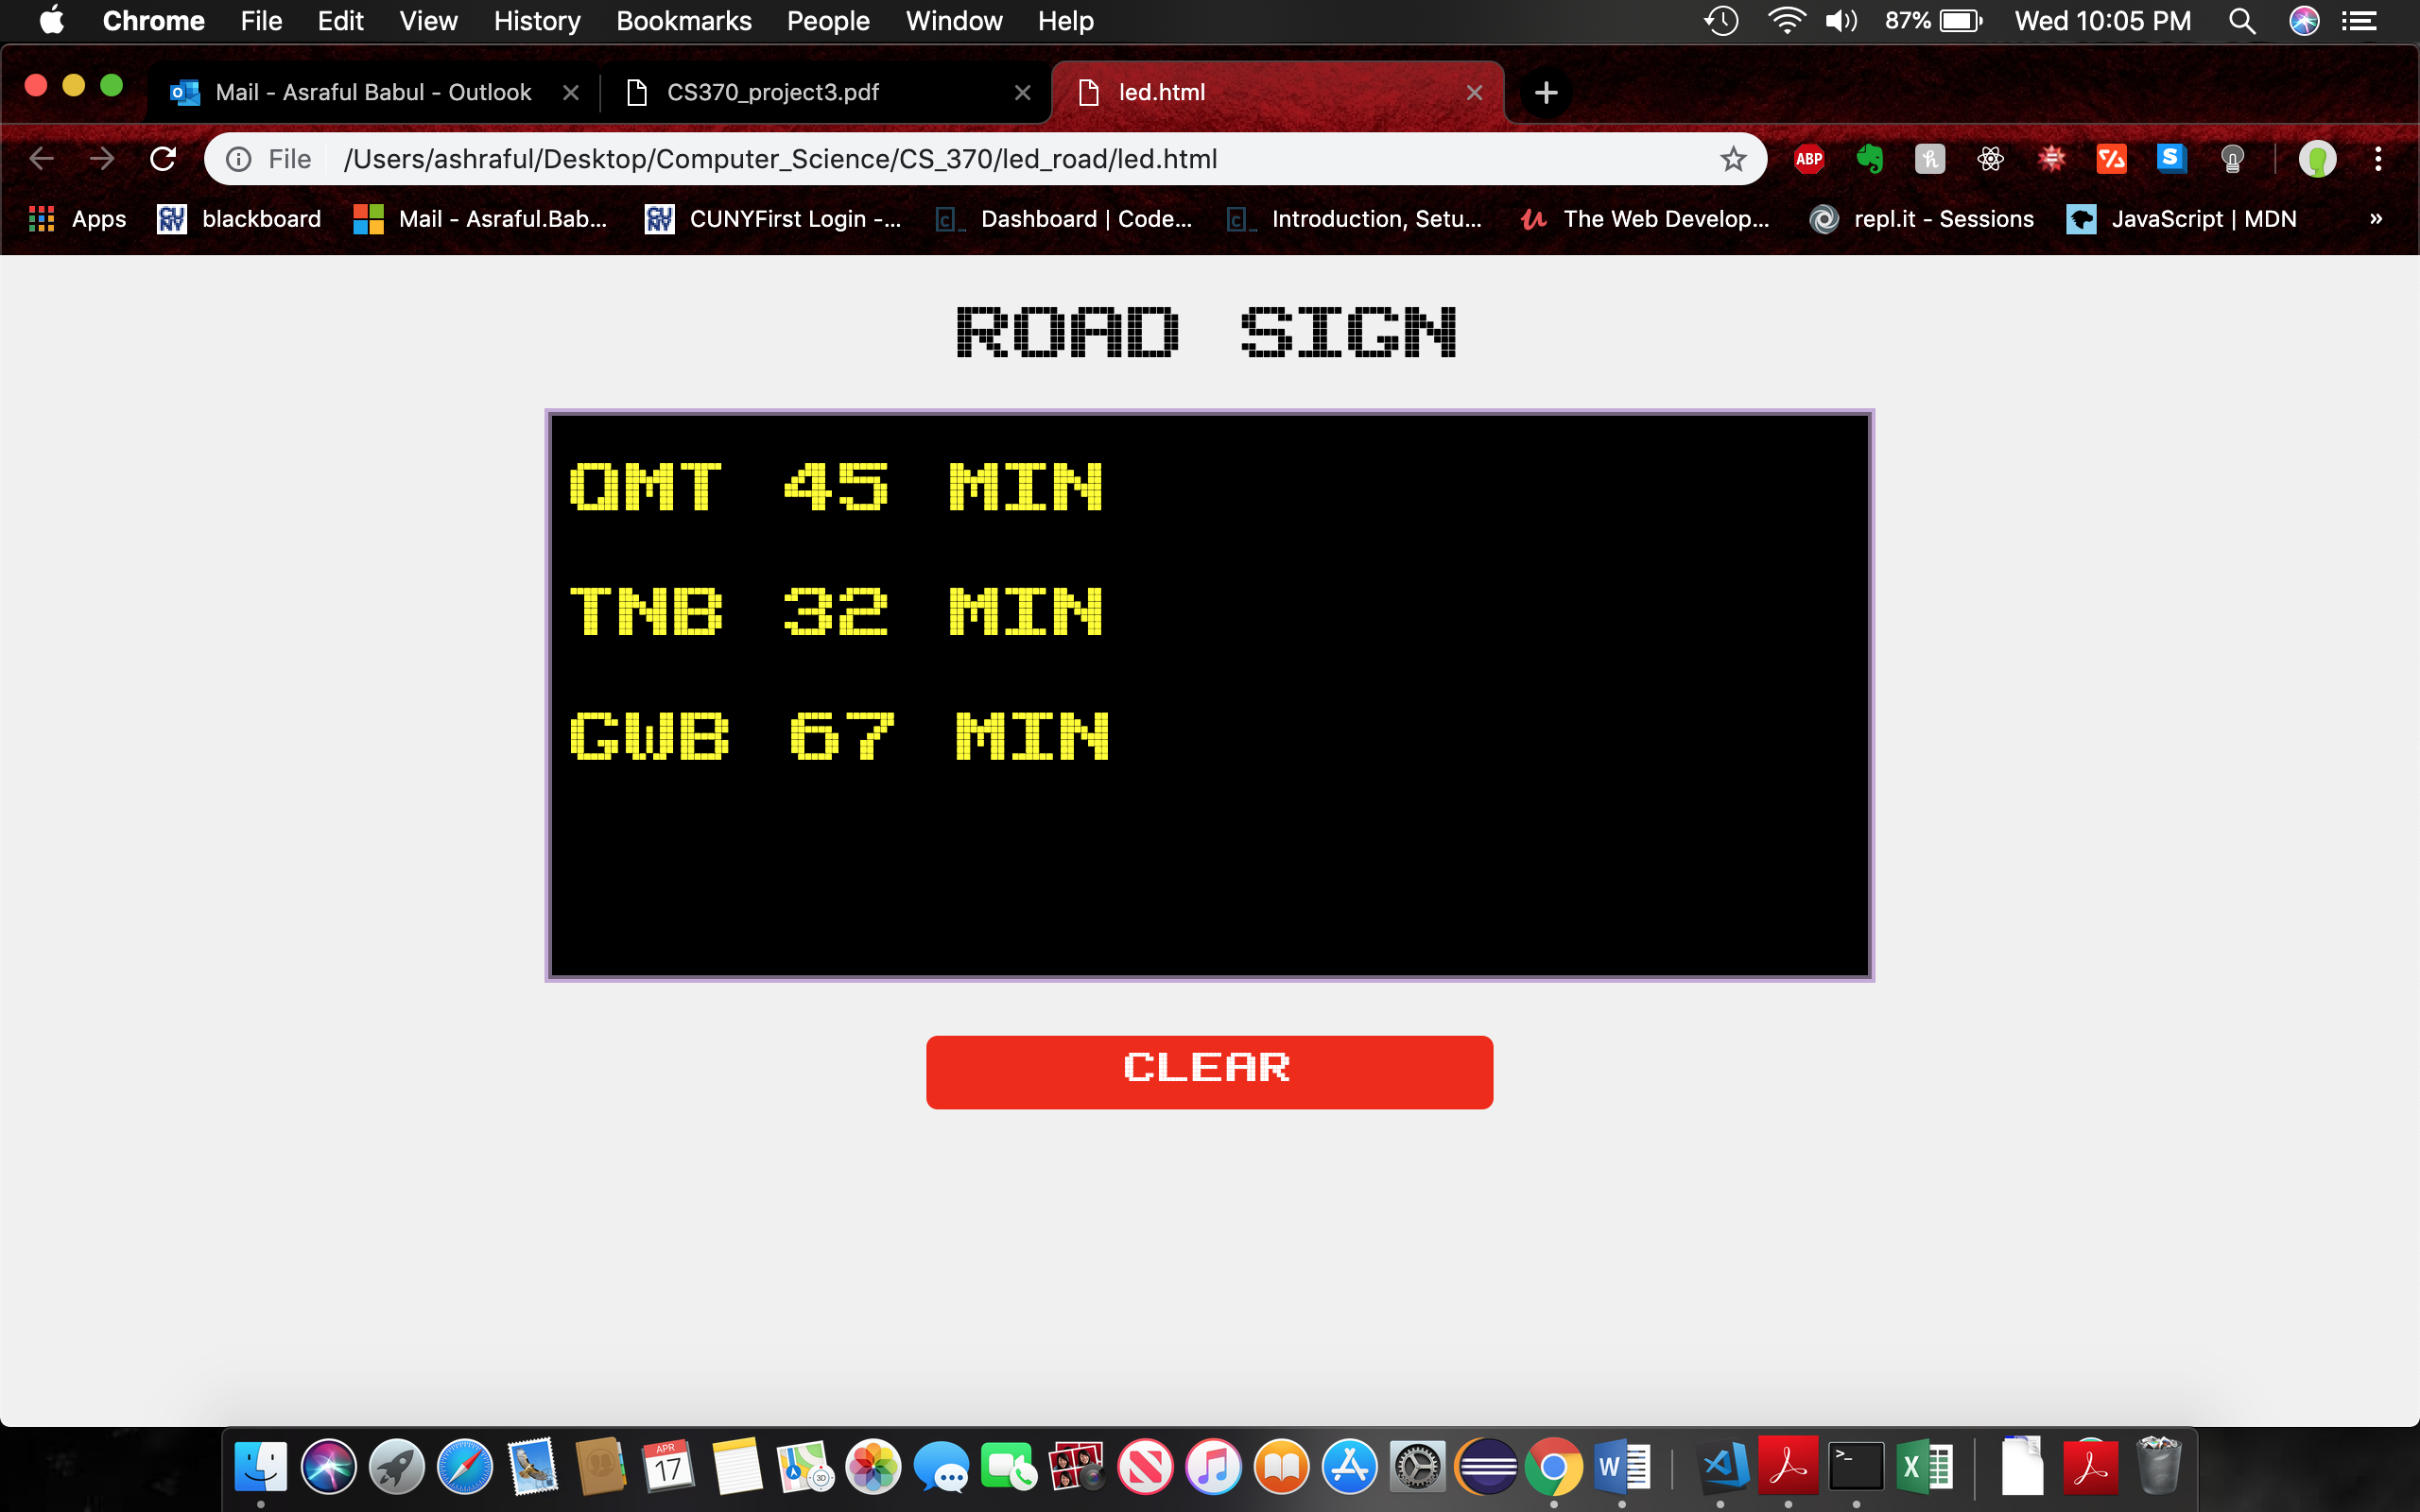 Chrome File Edit View History Bookmarks People Window Help 87% Wed 10:05 PM
Mail - Asraful Babul - Outlook CS370_project3.pdf led.html
File /Users/ashraful/Desktop/Computer_Science/CS_370/led_road/led.html ABP
Apps blackboard Mail - Asraful.Bab... CUNYFirst Login -... Dashboard | Code... Introduction, Setu... The Web Develop... repl.it - Sessions JavaScript | MDN »
ROAD SIGN
QMT 45 MIN
TNB 32 MIN
GWB 67 MIN
CLEAR
APR
17
3D